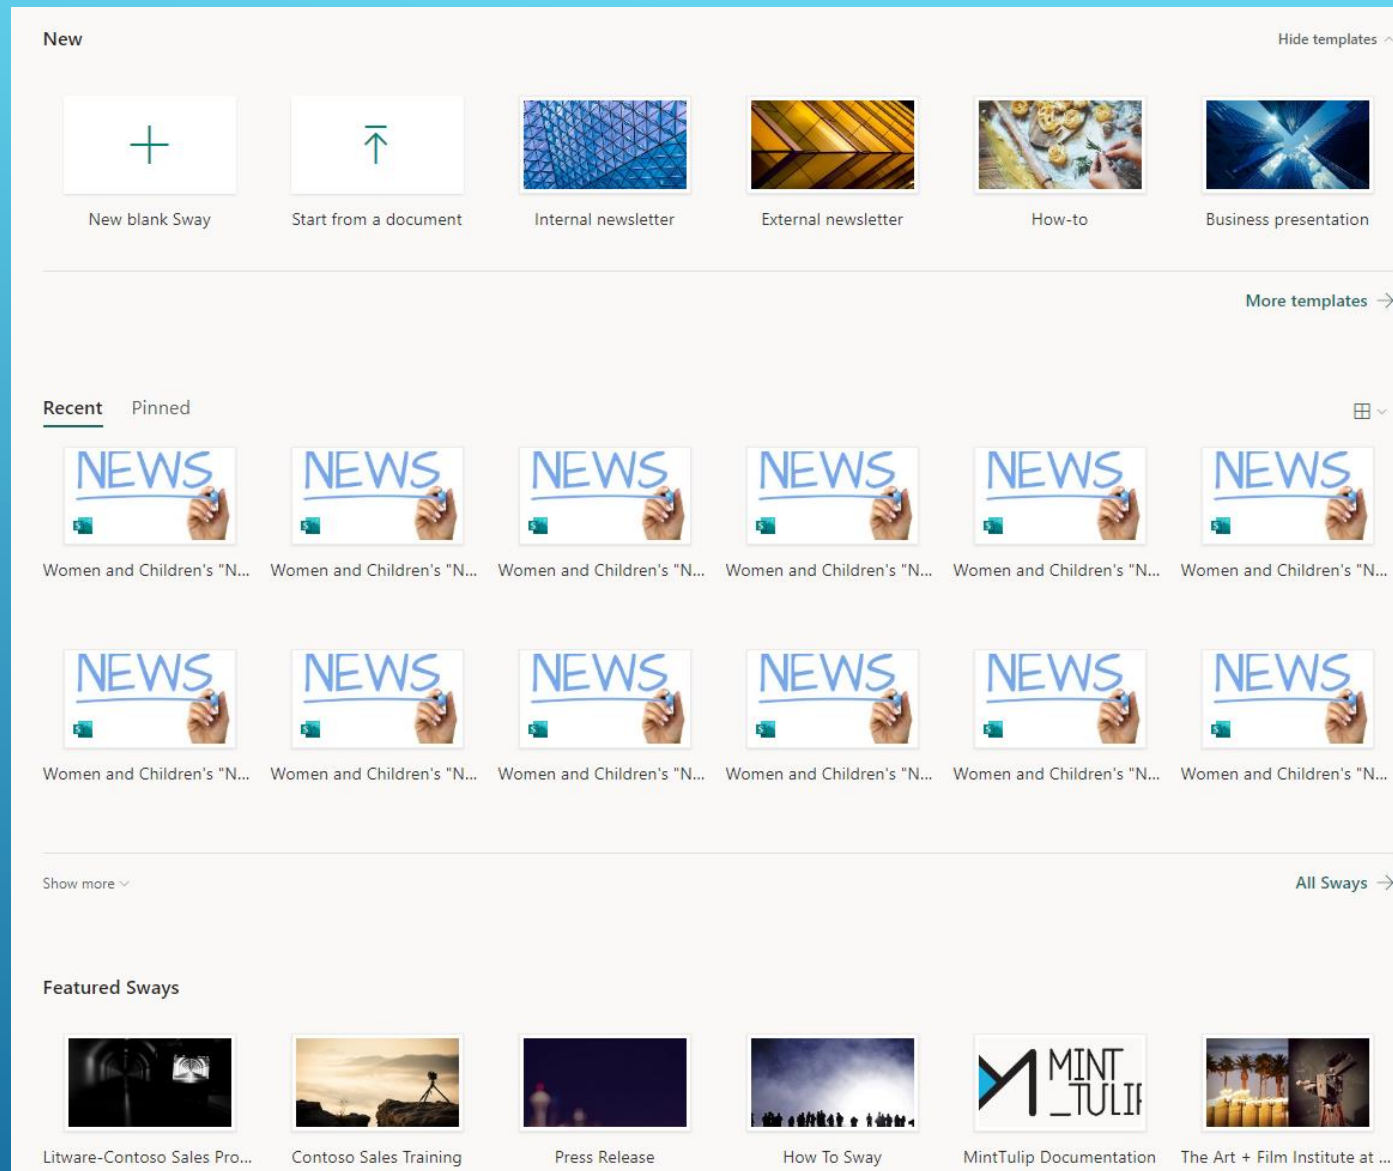 New
Hide templates
New blank Sway
Start from a document
Internal newsletter
External newsletter
How-to
Business presentation
More templates
Recent
Pinned
NEWS
NEWS
NEWS
NEWS
NEWS
NEWS
Women and Children's "N...
Women and Children's "N...
Women and Children's "N...
Women and Children's "N...
Women and Children's "N...
Women and Children's "N...
NEWS
NEWS
NEWS
NEWS
NEWS
NEWS
Women and Children's "N...
Women and Children's "N...
Women and Children's "N...
Women and Children's "N...
Women and Children's "N...
Women and Children's "N...
Show more
All Sways
Featured Sways
MINT
_TULIP
Litware-Contoso Sales Pro...
Contoso Sales Training
Press Release
How To Sway
MintTulip Documentation
The Art + Film Institute at ...